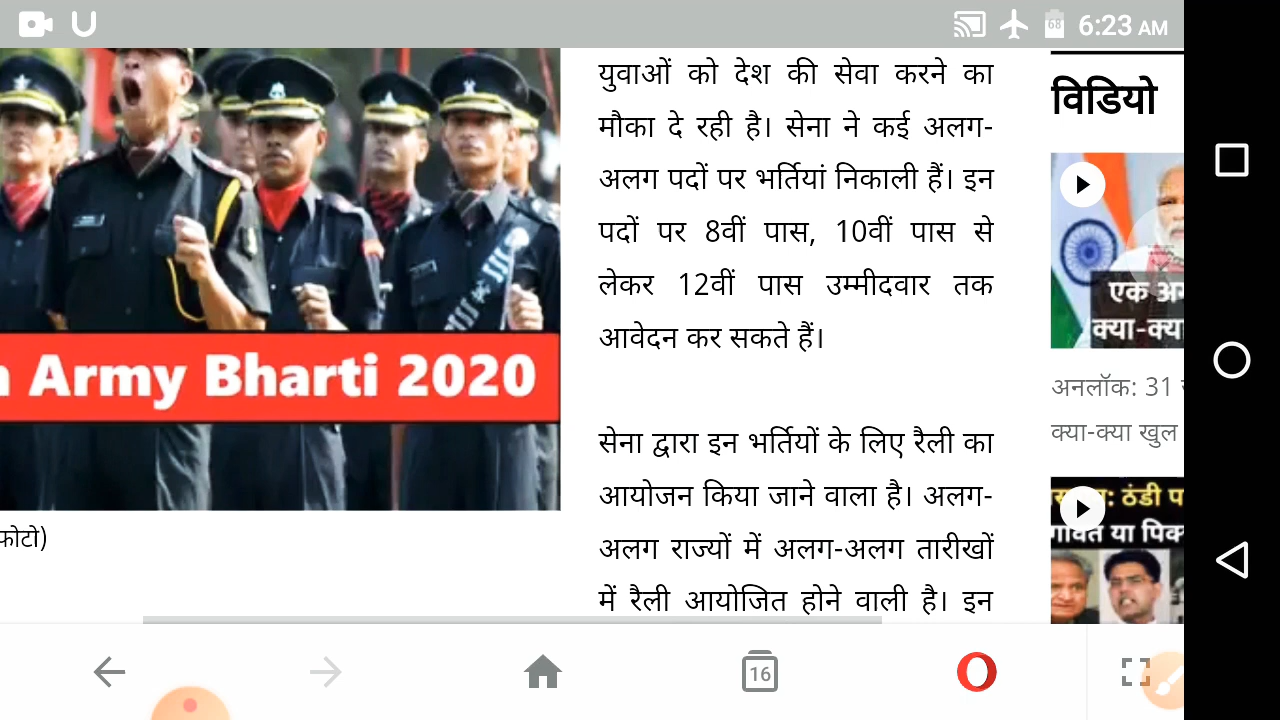 68 6:23 AM
n Army Bharti 2020
फोटो)
युवाओं को देश की सेवा करने का
मौका दे रही है। सेना ने कई अलग-
अलग पदों पर भर्तियां निकाली हैं। इन
पदों पर 8वीं पास, 10वीं पास से
लेकर 12वीं पास उम्मीदवार तक
आवेदन कर सकते हैं।
सेना द्वारा इन भर्तियों के लिए रैली का
आयोजन किया जाने वाला है। अलग-
अलग राज्यों में अलग-अलग तारीखों
में रैली आयोजित होने वाली है। इन
विडियो
एक अ
क्या-क्य
अनलॉक: 31
क्या-क्या खुल
ठंडी प
या पि
16